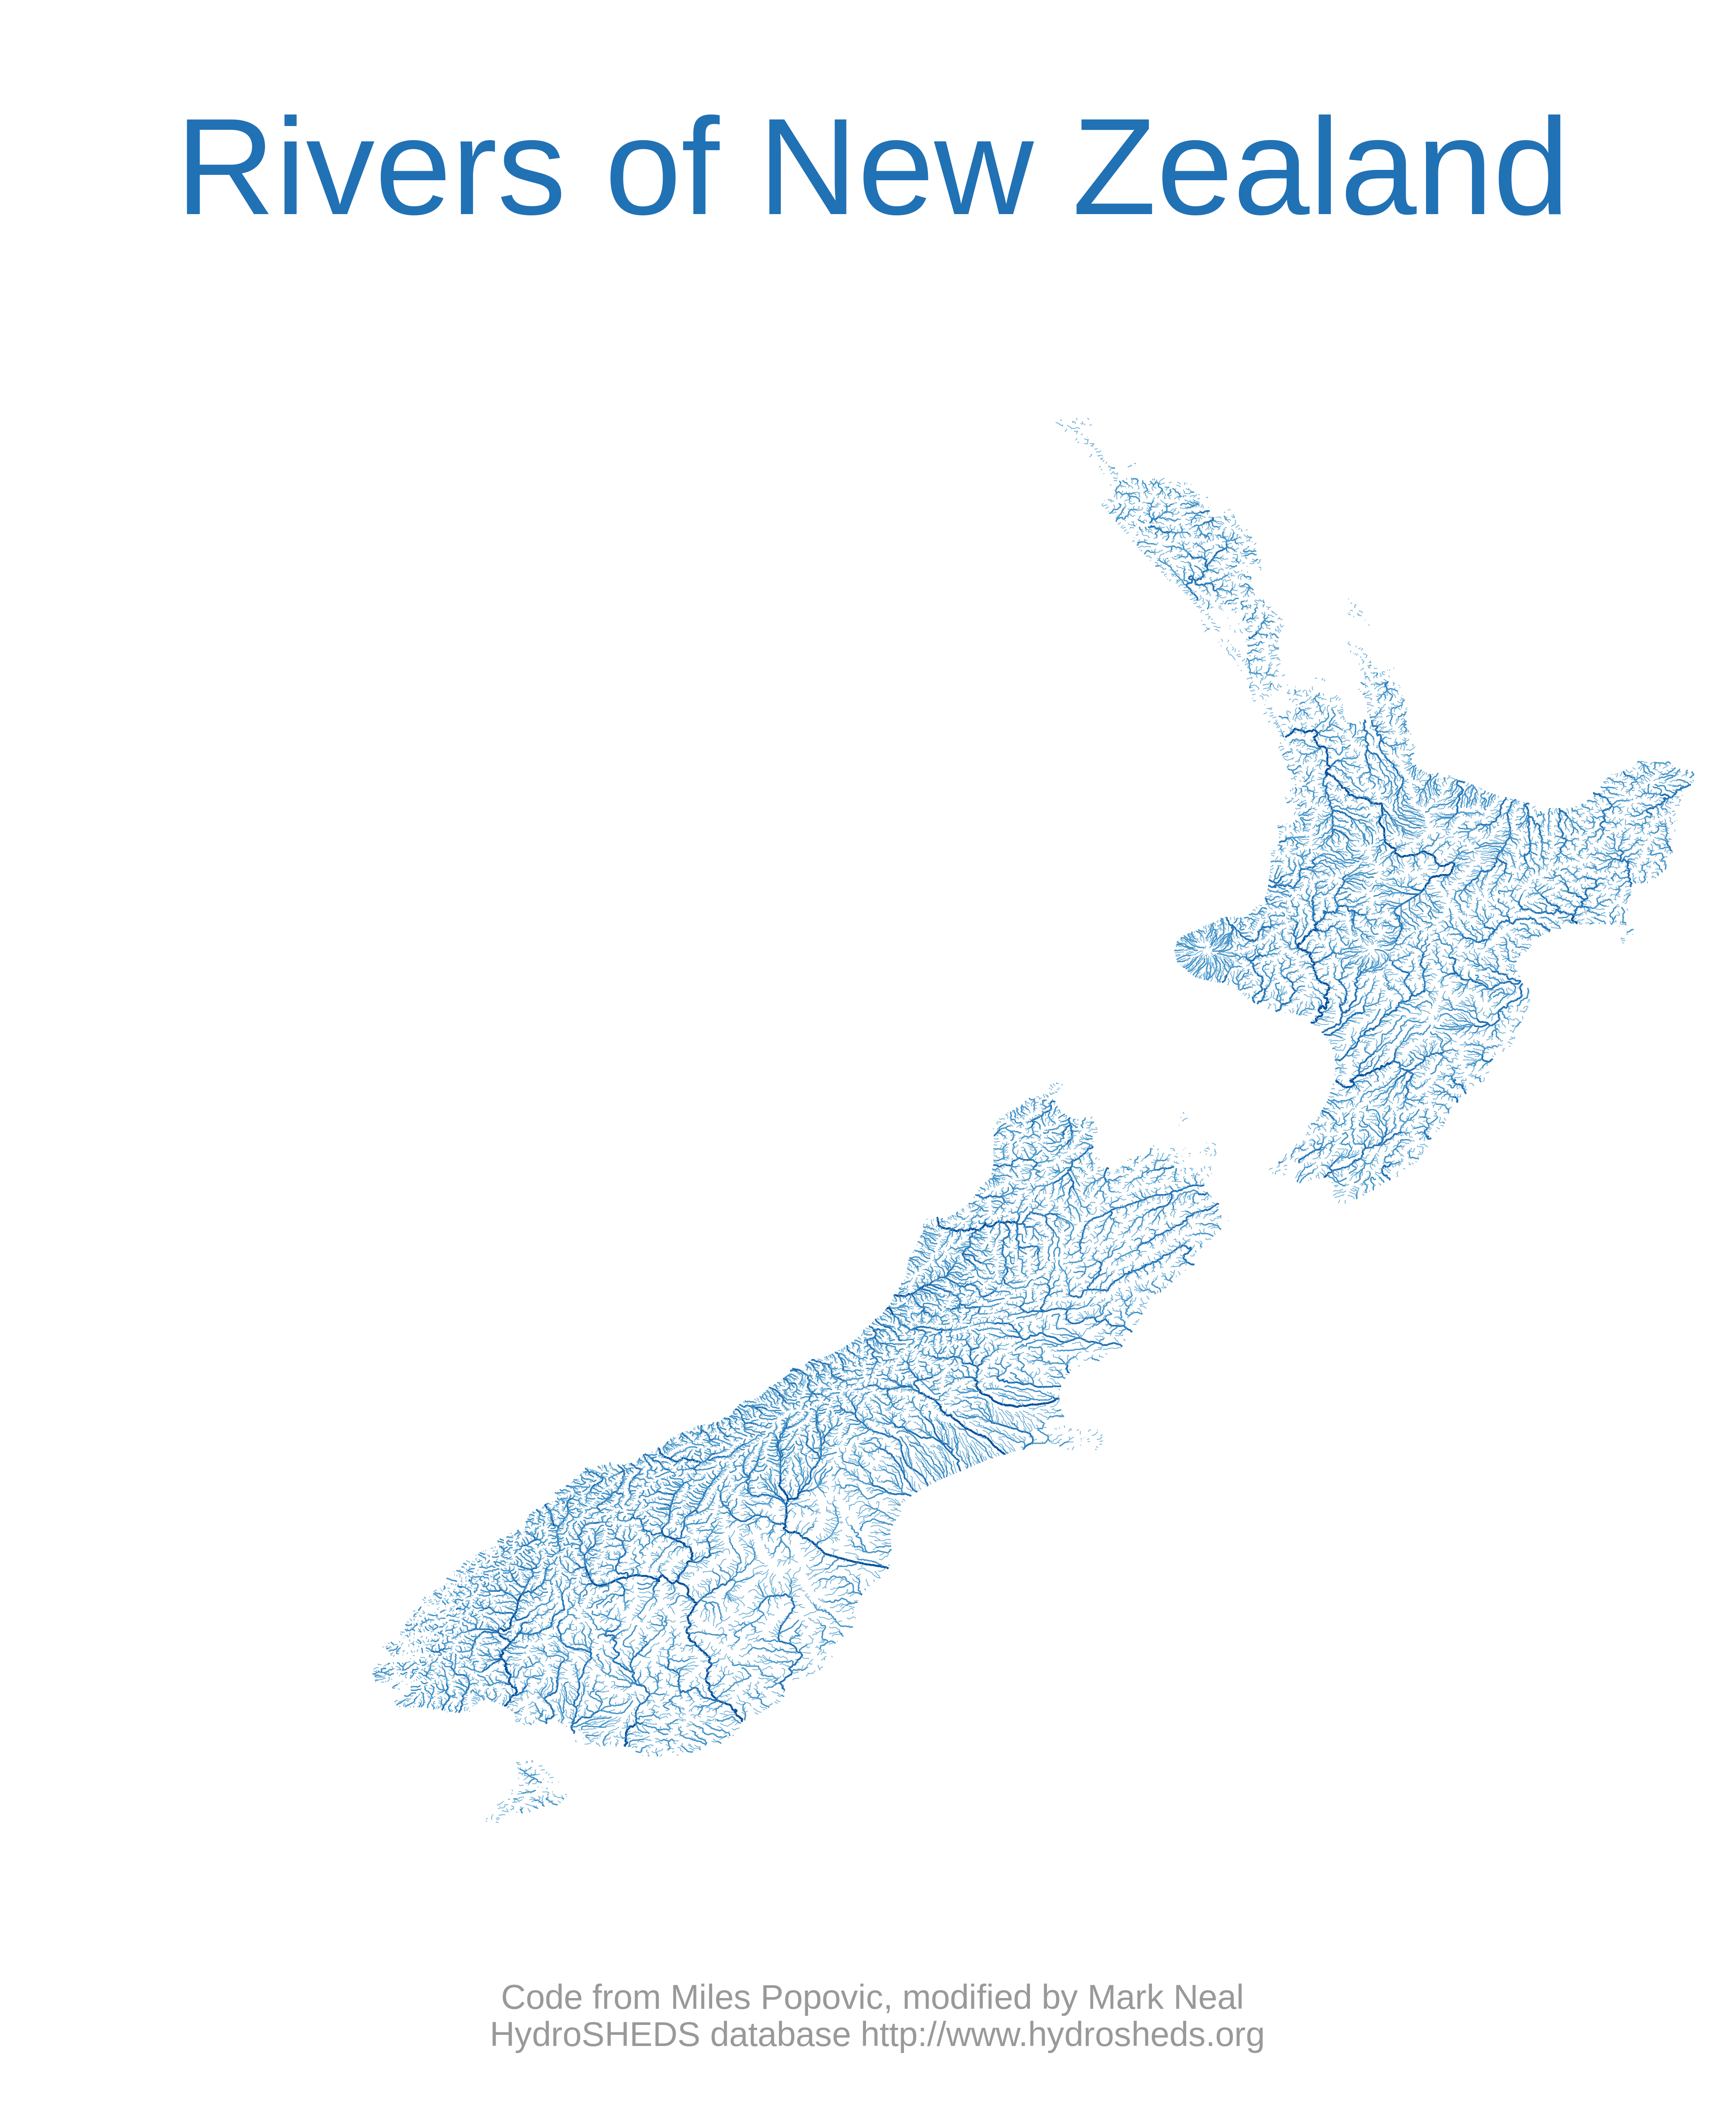 Rivers of New Zealand
Code from Miles Popovic, modified by Mark Neal
HydroSHEDS database http://www.hydrosheds.org